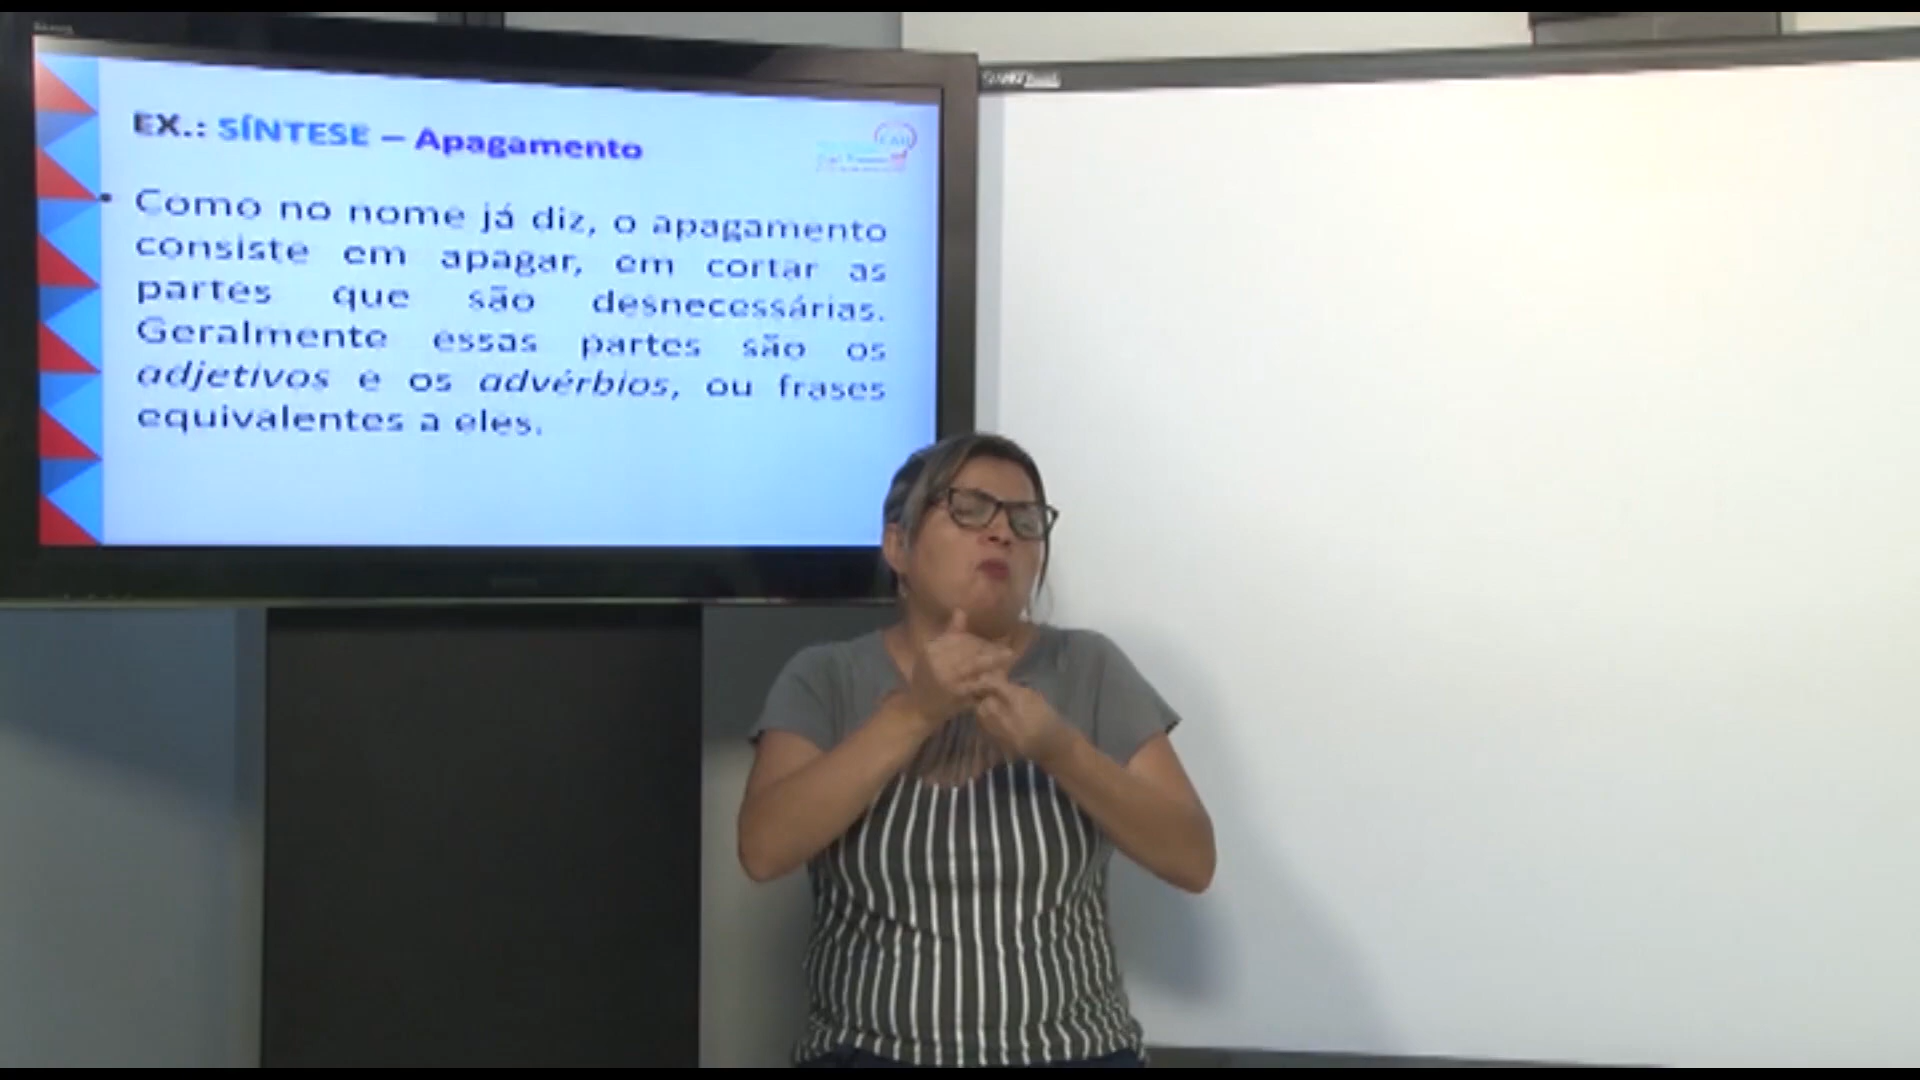 EX.: SÍNTESE – Apagamento
• Como no nome já diz, o apagamento
consiste em apagar, em cortar as
partes que são desnecessárias.
Geralmente essas partes são os
adjetivos e os advérbios, ou frases
equivalentes a eles.